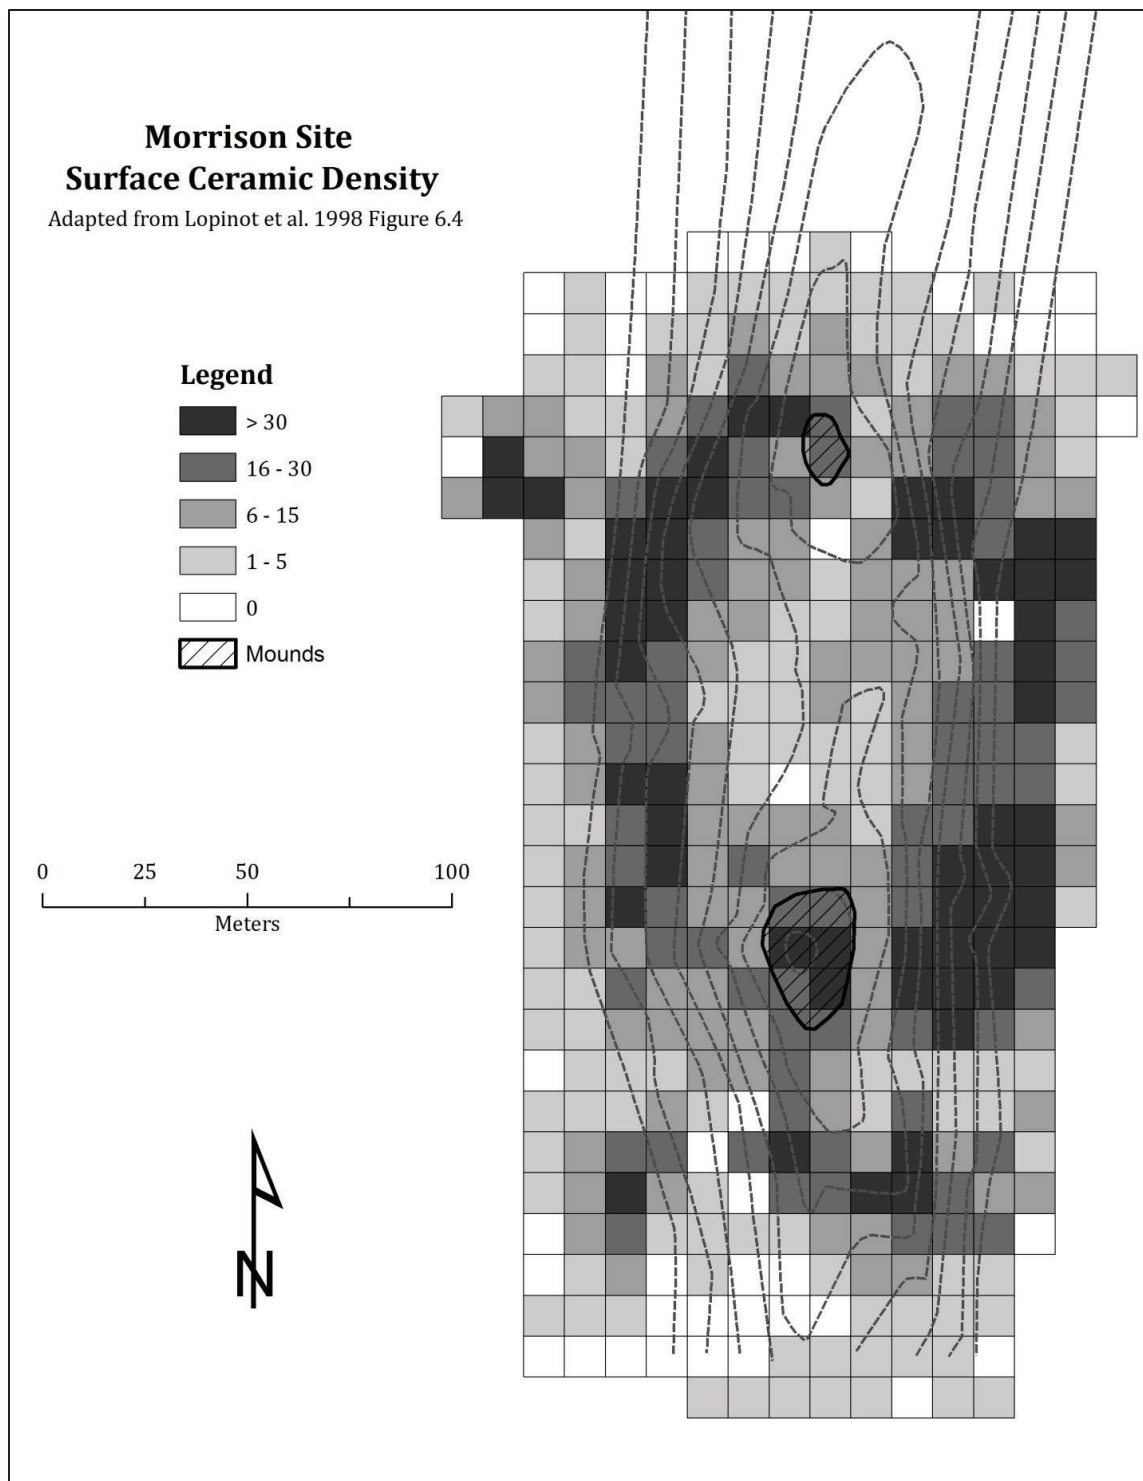 Morrison Site
Surface Ceramic Density
Adapted from Lopinot et al. 1998 Figure 6.4
Legend
> 30
16 - 30
6 - 15
1 - 5
0
Mounds
0 25 50 100
Meters
N